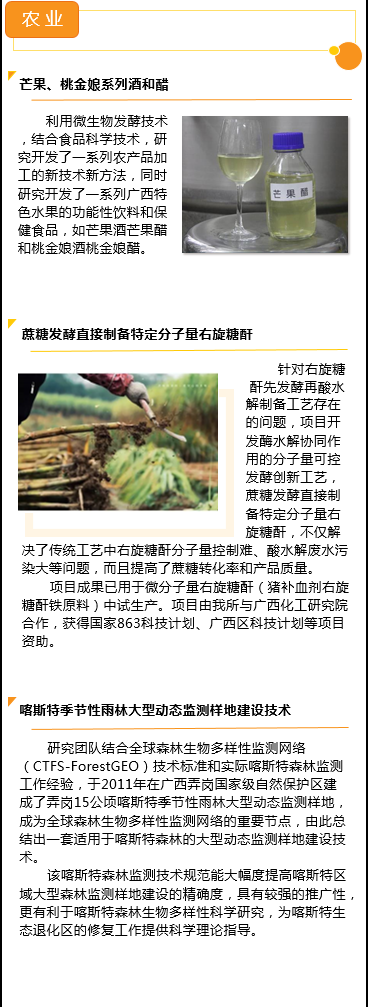 农业
芒果、桃金娘系列酒和醋
利用微生物发酵技术
，结合食品科学技术，研
究开发了一系列农产品加
工的新技术新方法，同时
研究开发了一系列广西特
色水果的功能性饮料和保
健食品，如芒果酒芒果醋
和桃金娘酒桃金娘醋。
芒果醋
蔗糖发酵直接制备特定分子量右旋糖酐
针对右旋糖
酐先发酵再酸水
解制备工艺存在
的问题，项目开
发酶水解协同作
用的分子量可控
发酵创新工艺，
蔗糖发酵直接制
备特定分子量右
旋糖酐，不仅解
决了传统工艺中右旋糖酐分子量控制难、酸水解废水污
染大等问题，而且提高了蔗糖转化率和产品质量。
项目成果已用于微分子量右旋糖酐（猪补血剂右旋
糖酐铁原料）中试生产。项目由我所与广西化工研究院
合作，获得国家863科技计划、广西区科技计划等项目
资助。
喀斯特季节性雨林大型动态监测样地建设技术
研究团队结合全球森林生物多样性监测网络
（CTFS-ForestGEO）技术标准和实际喀斯特森林监测
工作经验，于2011年在广西弄岗国家级自然保护区建
成了弄岗15公顷喀斯特季节性雨林大型动态监测样地，
成为全球森林生物多样性监测网络的重要节点，由此总
结出一套适用于喀斯特森林的大型动态监测样地建设技
术。
该喀斯特森林监测技术规范能大幅度提高喀斯特区
域大型森林监测样地建设的精确度，具有较强的推广性，
更有利于喀斯特森林生物多样性科学研究，为喀斯特生
态退化区的修复工作提供科学理论指导。